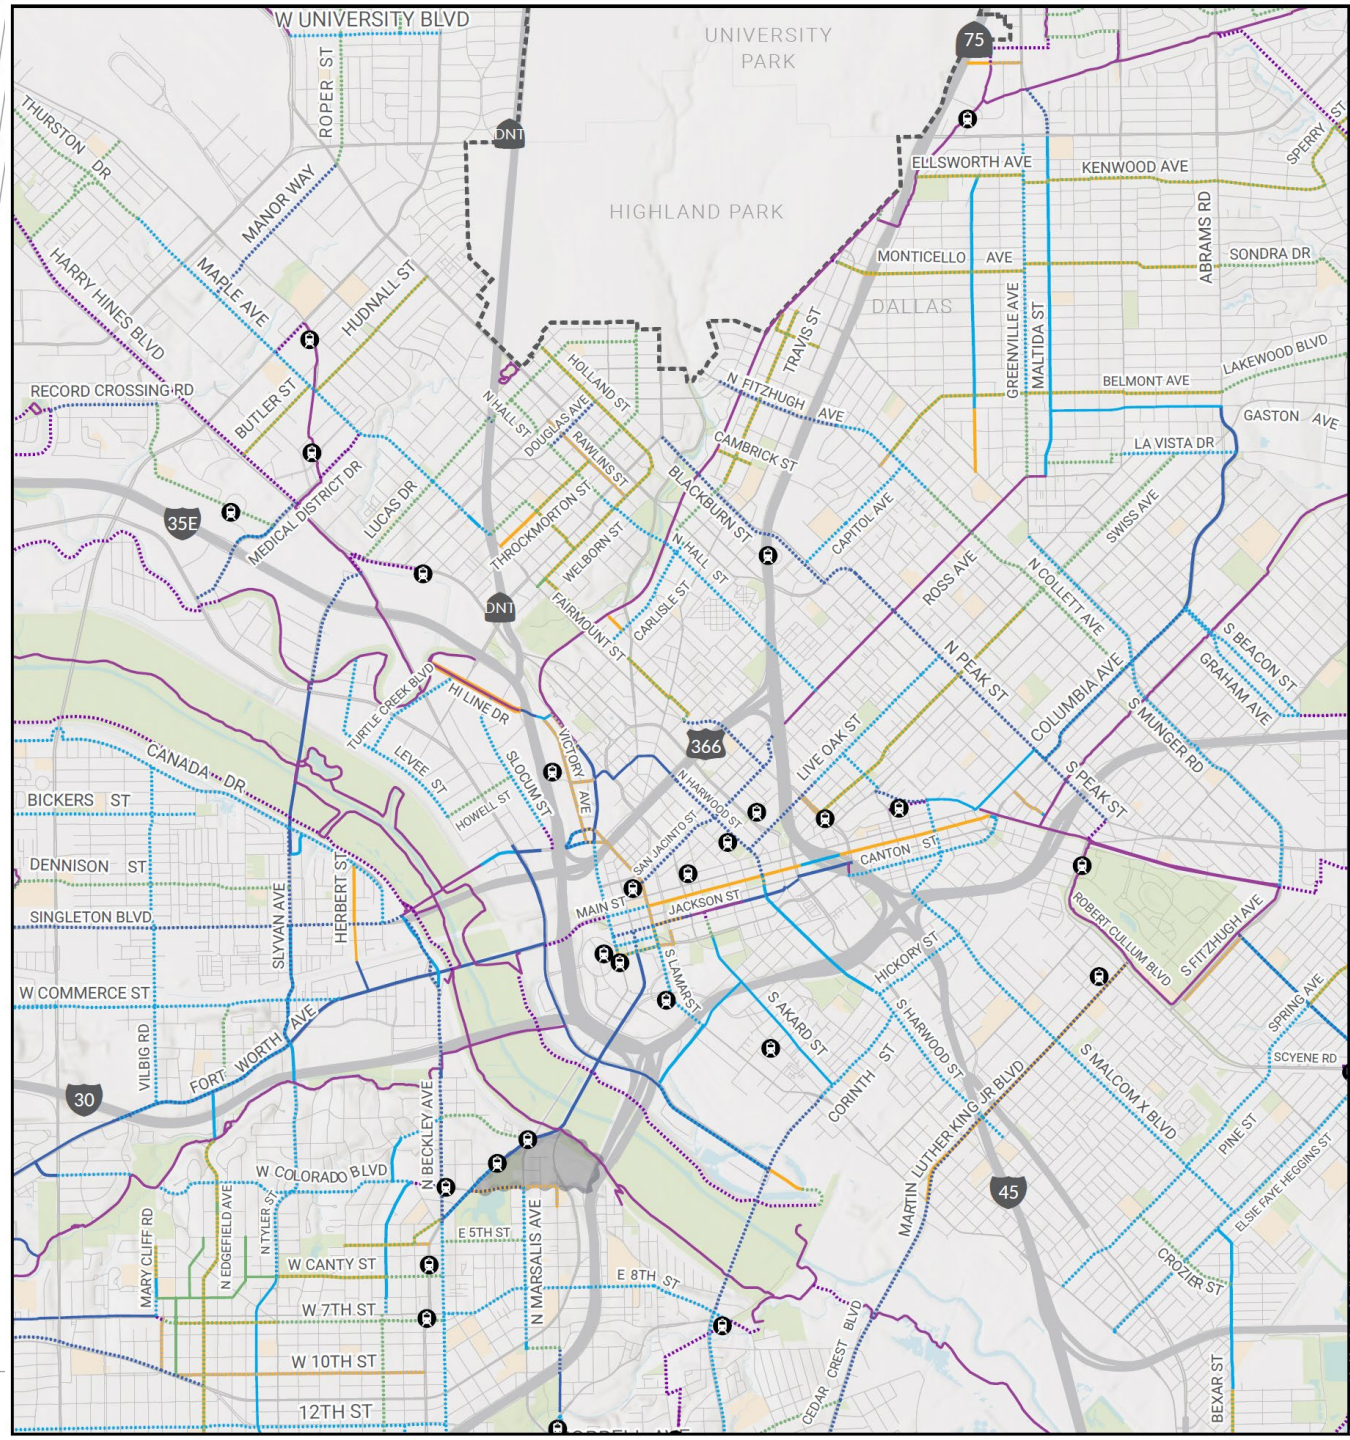 W UNIVERSITY BLVD
UNIVERSITY
PARK
75
ROPER ST
THURSTON DR
DNT
SPERRY ST
ELLSWORTH AVE
KENWOOD AVE
MANOR WAY
HIGHLAND PARK
ABRAMS RD
HARRY HINES BLVD
MAPLE AVE
MONTICELLO AVE
SONDRA DR
HUDNALL ST
DALLAS
GREENVILLE AVE
MALTIDA ST
TRAVIS ST
LAKEWOOD BLVD
HOLLAND ST
RECORD CROSSING RD
N FITZHUGH AVE
BELMONT AVE
BUTLER ST
N HALL ST
DOUGLAS AVE
GASTON AVE
RAWLINS ST
CAMBRICK ST
LA VISTA DR
BLACKBURN ST
MEDICAL DISTRICT DR
LUCAS DR
THROCKMORTON ST
35E
CAPITOL AVE
SWISS AVE
WELBORN ST
N HALL ST
ROSS AVE
N COLLETT AVE
DNT
FAIRMOUNT ST
CARLISLE ST
S BEACON ST
GRAHAM AVE
N PEAK ST
COLUMBIA AVE
TURTLE CREEK BLVD
HI LINE DR
S MUNGER RD
366
LIVE OAK ST
VICTORY AVE
CANADA DR
LEVEE ST
SLOCUM ST
N HARWOOD ST
S PEAK ST
BICKERS ST
HOWELL ST
SAN JACINTO ST
CANTON ST
DENNISON ST
HERBERT ST
SLYVAN AVE
MAIN ST
JACKSON ST
SINGLETON BLVD
ROBERT CULLUM BLVD
S FITZHUGH AVE
HICKORY ST
S LAMAR ST
W COMMERCE ST
S AKARD ST
S HARWOOD ST
SPRING AVE
FORT WORTH AVE
VILBIG RD
SCYENE RD
CORINTH ST
S MALCOM X BLVD
30
N BECKLEY AVE
MARTIN LUTHER KING JR BLVD
PINE ST
W COLORADO BLVD
45
ELSIE FAYE HEGGINS ST
MARY CLIFF RD
N EDGEFIELD AVE
N TYLER ST
E 5TH ST
N MARSALIS AVE
W CANTY ST
E 8TH ST
CROZIER ST
W 7TH ST
CEDAR CREST BLVD
W 10TH ST
BEXAR ST
12TH ST